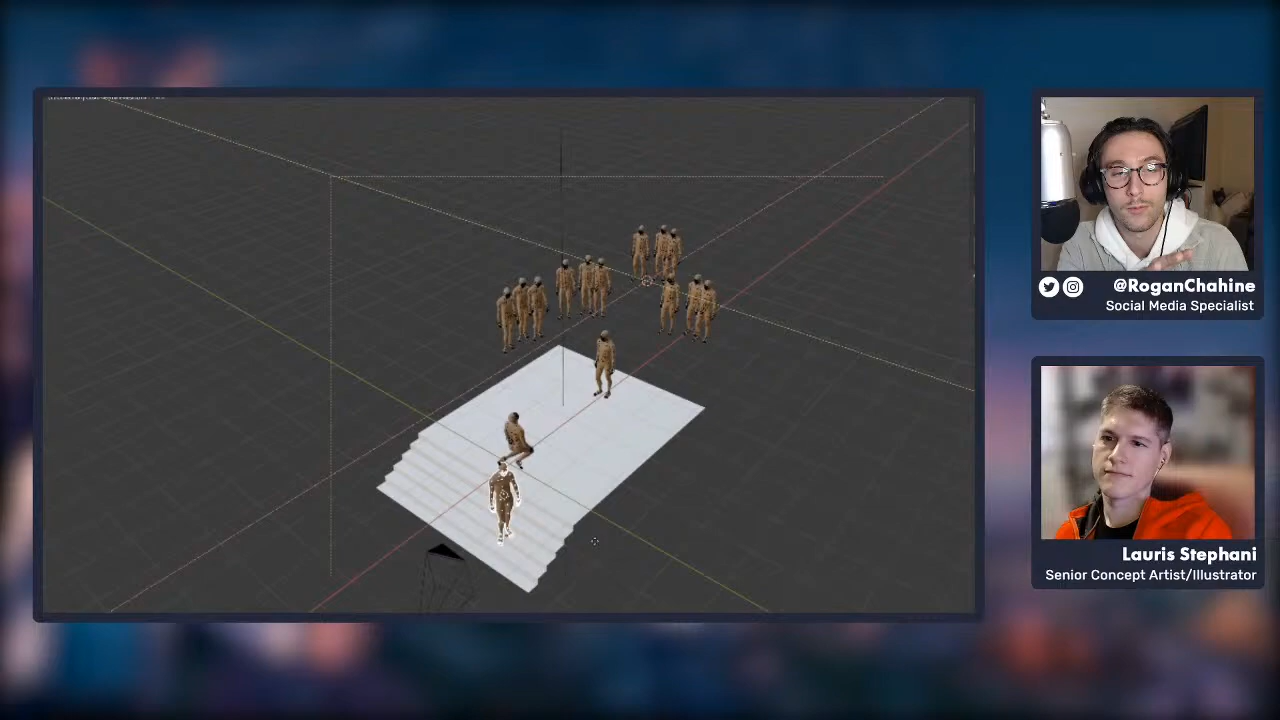 @RoganChahine
Social Media Specialist
Lauris Stephani
Senior Concept Artist/Illustrator